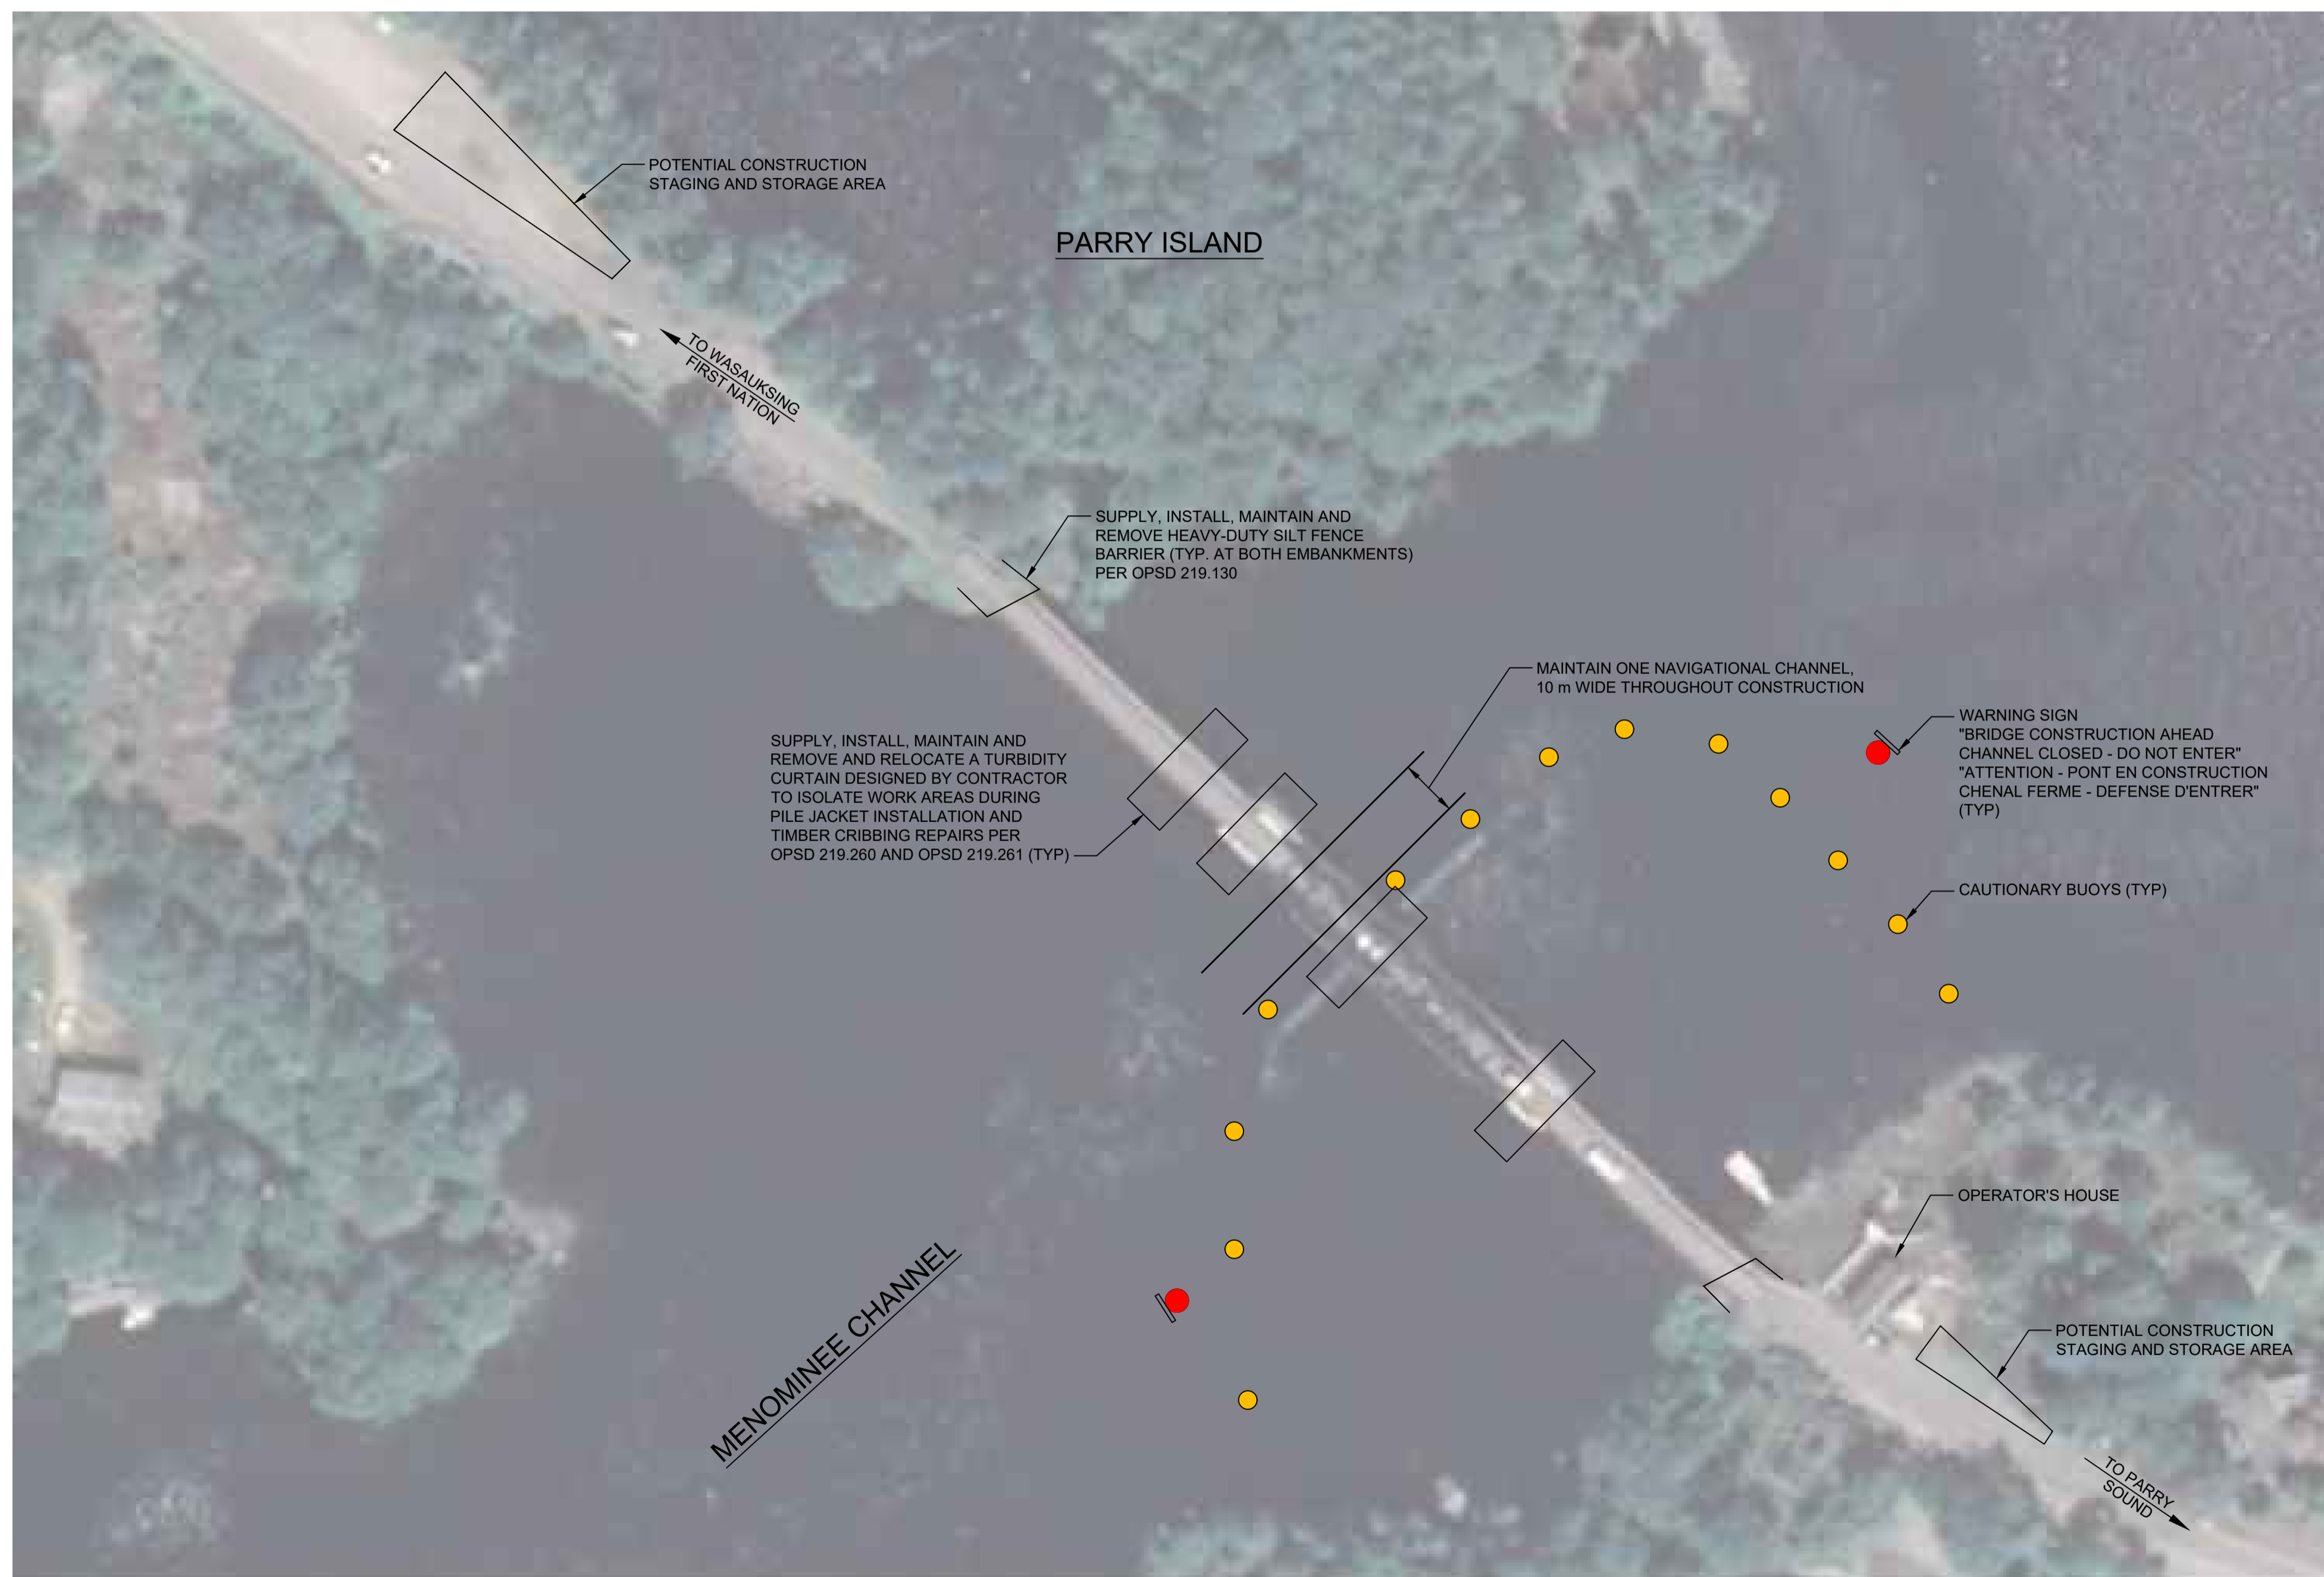 POTENTIAL CONSTRUCTION
STAGING AND STORAGE AREA
PARRY ISLAND
TO WASAUKSING
FIRST NATION
SUPPLY, INSTALL, MAINTAIN AND
REMOVE HEAVY-DUTY SILT FENCE
BARRIER (TYP. AT BOTH EMBANKMENTS)
PER OPSD 219.130
MAINTAIN ONE NAVIGATIONAL CHANNEL,
10 m WIDE THROUGHOUT CONSTRUCTION
WARNING SIGN
"BRIDGE CONSTRUCTION AHEAD
CHANNEL CLOSED - DO NOT ENTER"
"ATTENTION - PONT EN CONSTRUCTION
CHENAL FERME - DEFENSE D'ENTRER"
(TYP)
SUPPLY, INSTALL, MAINTAIN AND
REMOVE AND RELOCATE A TURBIDITY
CURTAIN DESIGNED BY CONTRACTOR
TO ISOLATE WORK AREAS DURING
PILE JACKET INSTALLATION AND
TIMBER CRIBBING REPAIRS PER
OPSD 219.260 AND OPSD 219.261 (TYP)
CAUTIONARY BUOYS (TYP)
OPERATOR'S HOUSE
MENOMINEE CHANNEL
POTENTIAL CONSTRUCTION
STAGING AND STORAGE AREA
TO PARRY
SOUND